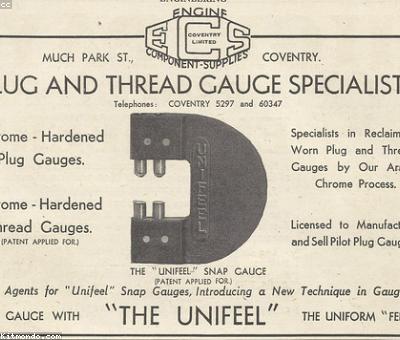 ENGINEERING
ENGINE
ECS
COVENTRY
LIMITED
COMPONENT-SUPPLIES
MUCH PARK ST., COVENTRY.
LUG AND THREAD GAUGE SPECIALIST
Telephones: COVENTRY 5297 and 60347
rome - Hardened
Plug Gauges.
rome - Hardened
hread Gauges.
(PATENT APPLIED FOR.)
UNIFEEL
THE "UNIFEEL" SNAP GAUCE
(PATENT APPLIED FOR.)
Specialists in Reclaim
Worn Plug and Thre
Gauges by Our Ara
Chrome Process.
Licensed to Manufact
and Sell Pilot Plug Gaug
Agents for "Unifeel" Snap Gauges, Introducing a New Technique in Gaug
GAUGE WITH "THE UNIFEEL" THE UNIFORM "FE
katmondo.com